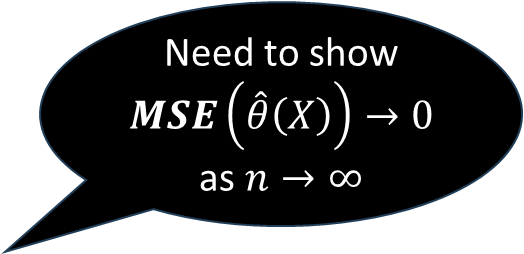 Need to show
MSE(θ̂(X)) → 0
as n → ∞